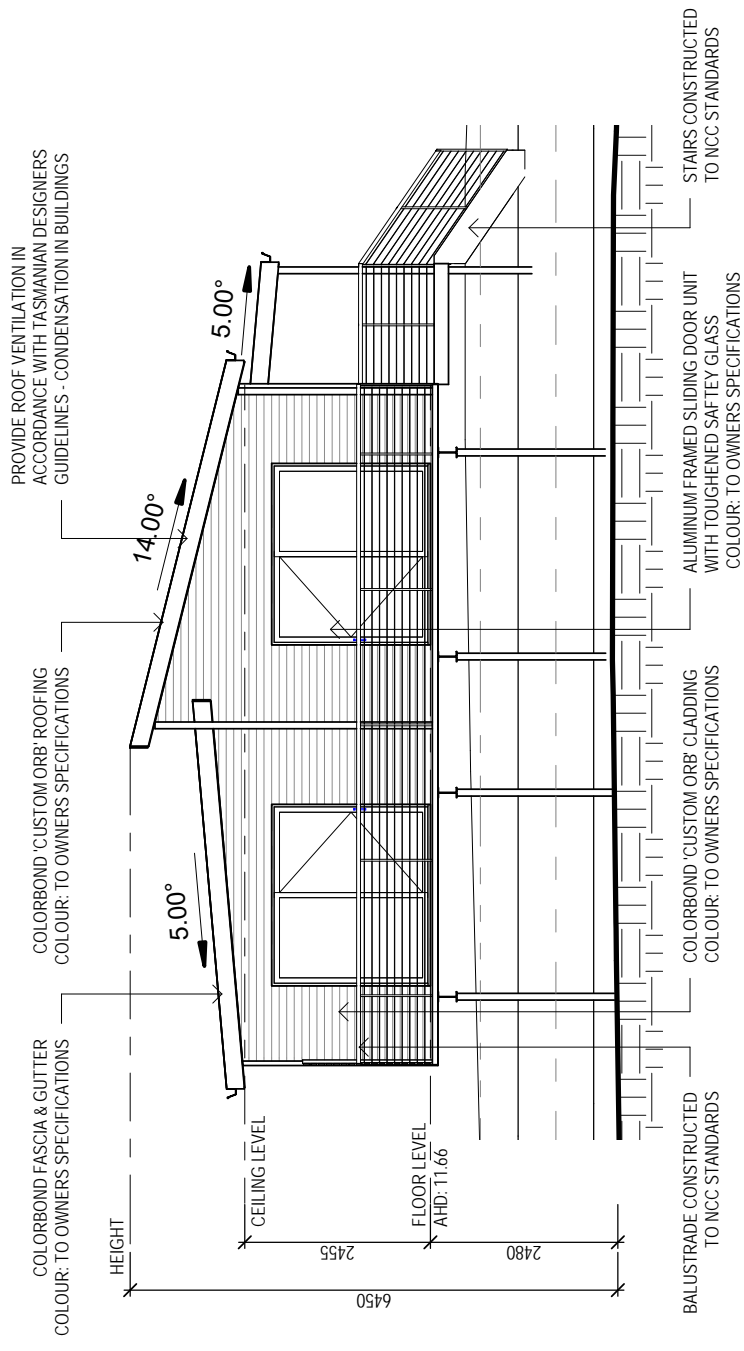 COLORBOND FASCIA & GUTTER
COLOUR: TO OWNERS SPECIFICATIONS
COLORBOND 'CUSTOM ORB' ROOFING
COLOUR: TO OWNERS SPECIFICATIONS
PROVIDE ROOF VENTILATION IN
ACCORDANCE WITH TASMANIAN DESIGNERS
GUIDELINES - CONDENSATION IN BUILDINGS
HEIGHT
5.00°
14.00°
5.00°
CEILING LEVEL
FLOOR LEVEL
AHD: 11.66
6450
2455
2480
BALUSTRADE CONSTRUCTED
TO NCC STANDARDS
COLORBOND 'CUSTOM ORB' CLADDING
COLOUR: TO OWNERS SPECIFICATIONS
ALUMINUM FRAMED SLIDING DOOR UNIT
WITH TOUGHENED SAFTEY GLASS
COLOUR: TO OWNERS SPECIFICATIONS
STAIRS CONSTRUCTED
TO NCC STANDARDS